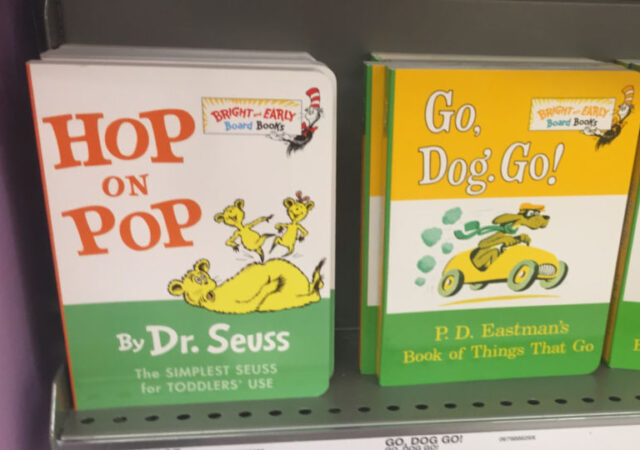 HOP
ON
POP
BRIGHT and EARLY
Board Books
By Dr. Seuss
The SIMPLEST SEUSS
for TODDLERS' USE
Go,
Dog. Go!
BRIGHT and EARLY
Board Books
P. D. Eastman's
Book of Things That Go
GO, DOG GO!